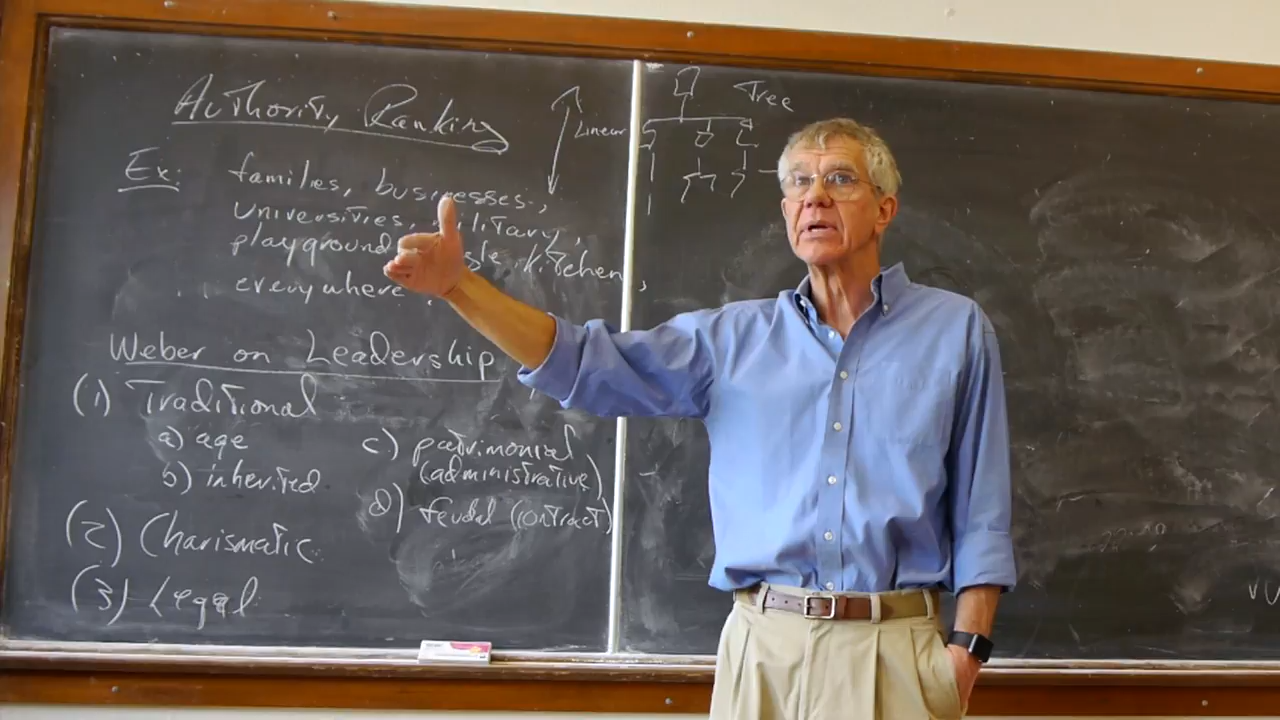 Authority Ranking
Linear
Tree
Ex: families, businesses,
universities, military,
playground kitchen,
everywhere.
Weber on Leadership
(1) Traditional
a) age
b) inherited
c) patrimonial
(administrative)
d) feudal (contract)
(2) Charismatic
(3) Legal